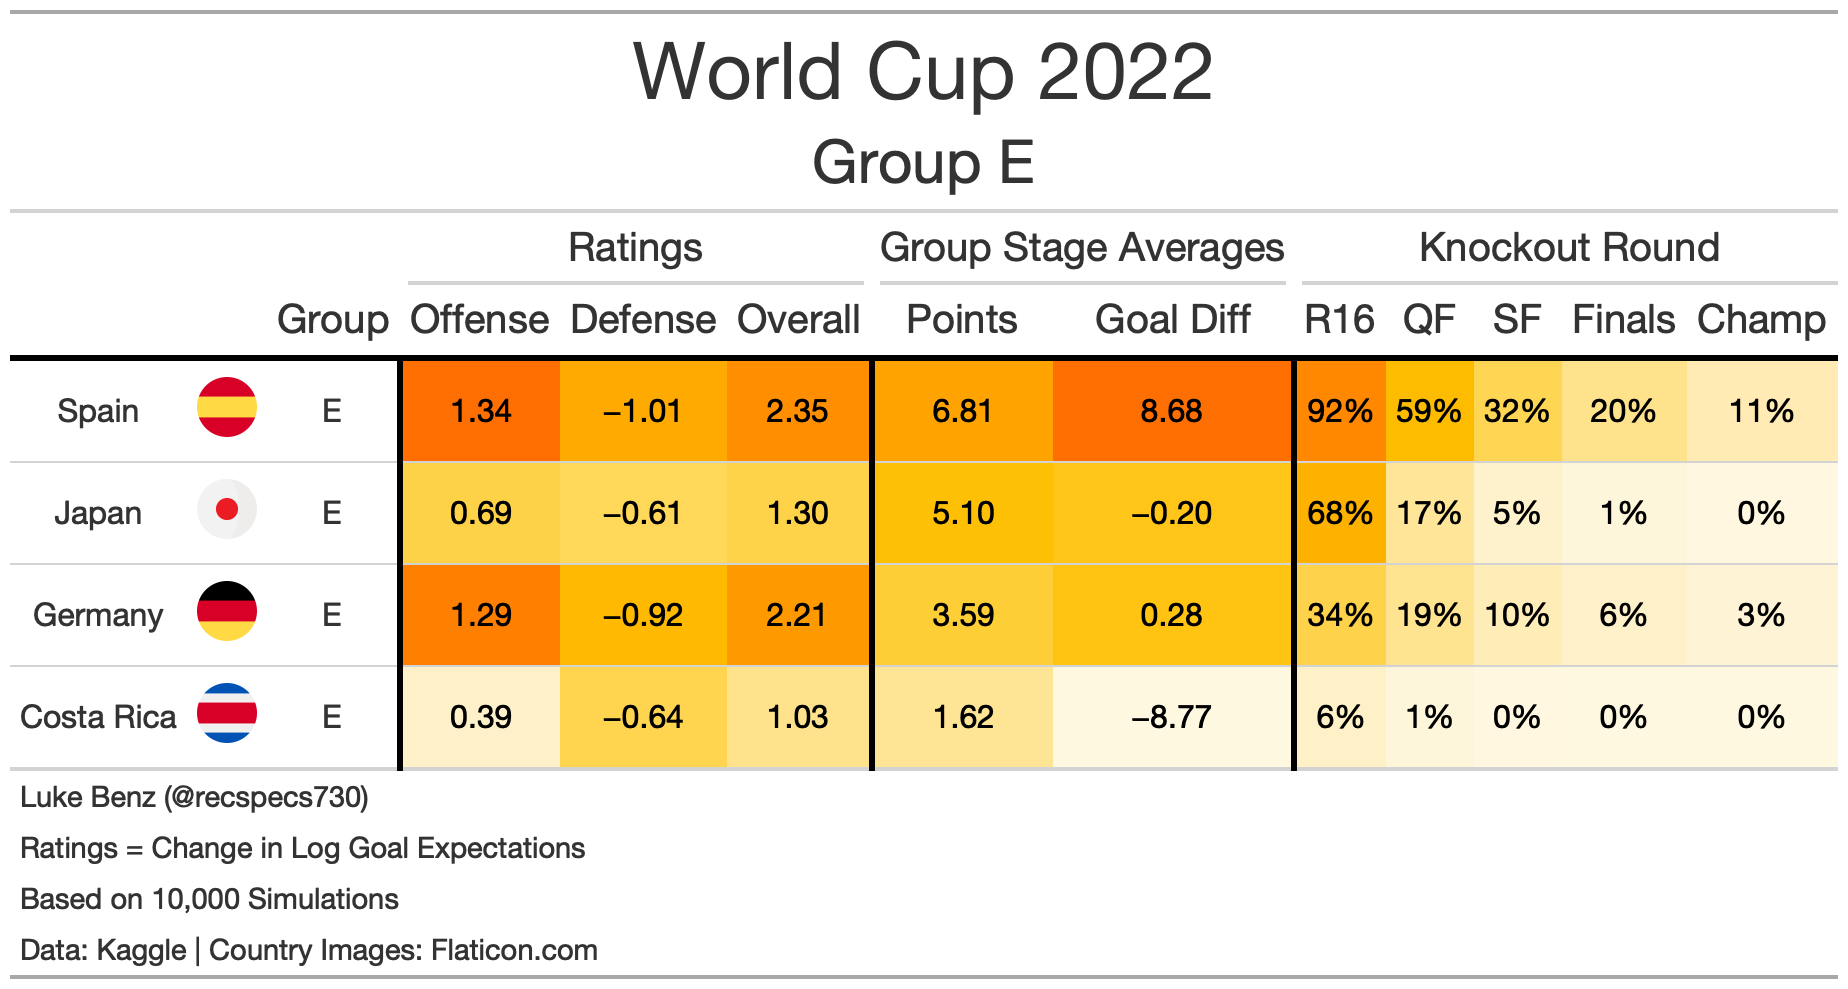 World Cup 2022
Group E
Ratings Group Stage Averages Knockout Round
Group Offense Defense Overall Points Goal Diff R16 QF SF Finals Champ
Spain E 1.34 −1.01 2.35 6.81 8.68 92% 59% 32% 20% 11%
Japan E 0.69 −0.61 1.30 5.10 −0.20 68% 17% 5% 1% 0%
Germany E 1.29 −0.92 2.21 3.59 0.28 34% 19% 10% 6% 3%
Costa Rica E 0.39 −0.64 1.03 1.62 −8.77 6% 1% 0% 0% 0%
Luke Benz (@recspecs730)
Ratings = Change in Log Goal Expectations
Based on 10,000 Simulations
Data: Kaggle | Country Images: Flaticon.com